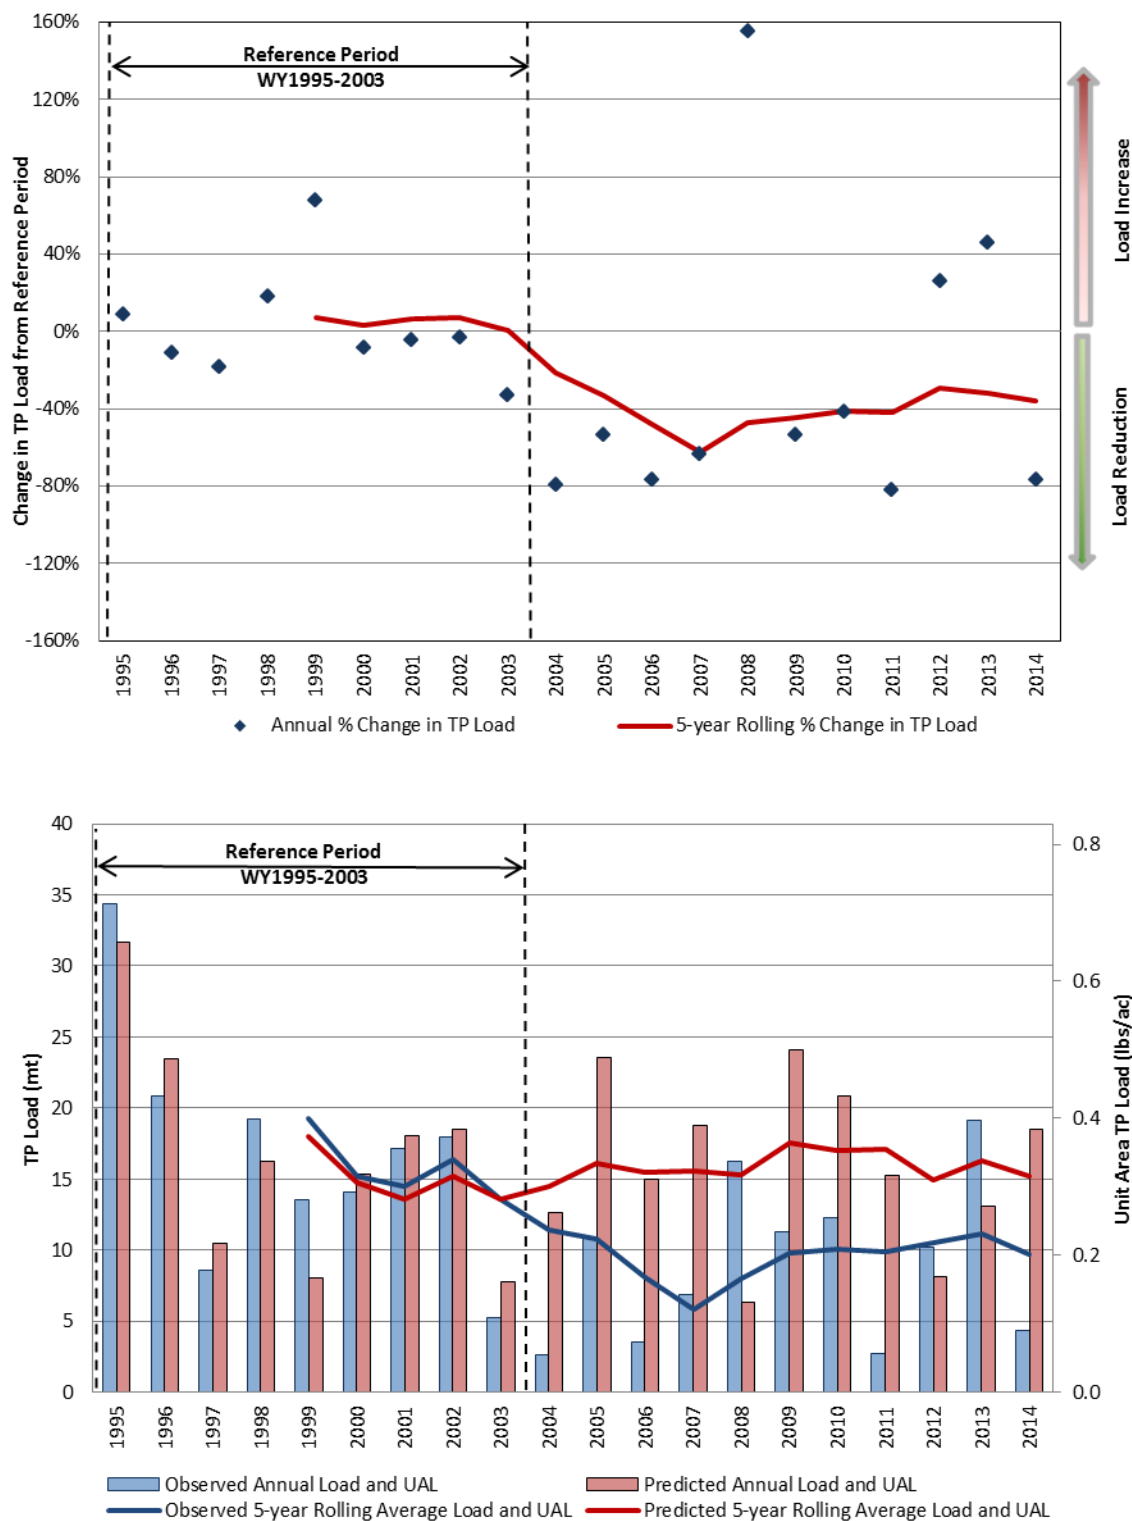 160%
120%
80%
40%
0%
-40%
-80%
-120%
-160%
Change in TP Load from Reference Period
Reference Period
WY1995-2003
Load Increase
Load Reduction
1995 1996 1997 1998 1999 2000 2001 2002 2003 2004 2005 2006 2007 2008 2009 2010 2011 2012 2013 2014
Annual % Change in TP Load 5-year Rolling % Change in TP Load
40
35
30
25
20
15
10
5
0
TP Load (mt)
Reference Period
WY1995-2003
0.8
0.6
0.4
0.2
0.0
Unit Area TP Load (lbs/ac)
1995 1996 1997 1998 1999 2000 2001 2002 2003 2004 2005 2006 2007 2008 2009 2010 2011 2012 2013 2014
Observed Annual Load and UAL Predicted Annual Load and UAL
Observed 5-year Rolling Average Load and UAL Predicted 5-year Rolling Average Load and UAL